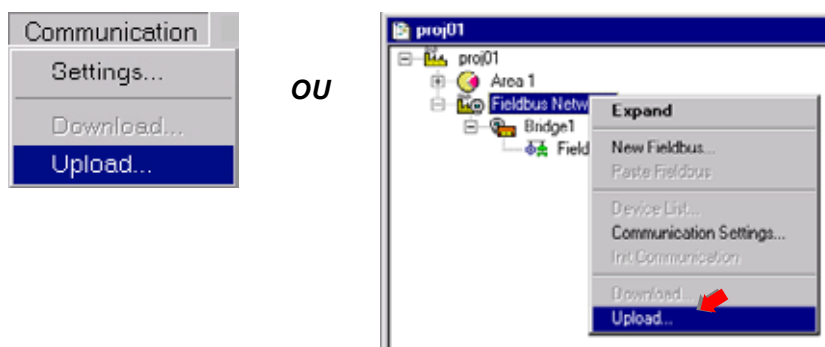 Communication
Settings...
Download...
Upload...
OU
proj01
proj01
Area 1
Fieldbus Netw
Bridge1
Field
Expand
New Fieldbus...
Paste Fieldbus
Device List...
Communication Settings...
Init Communication
Download...
Upload...